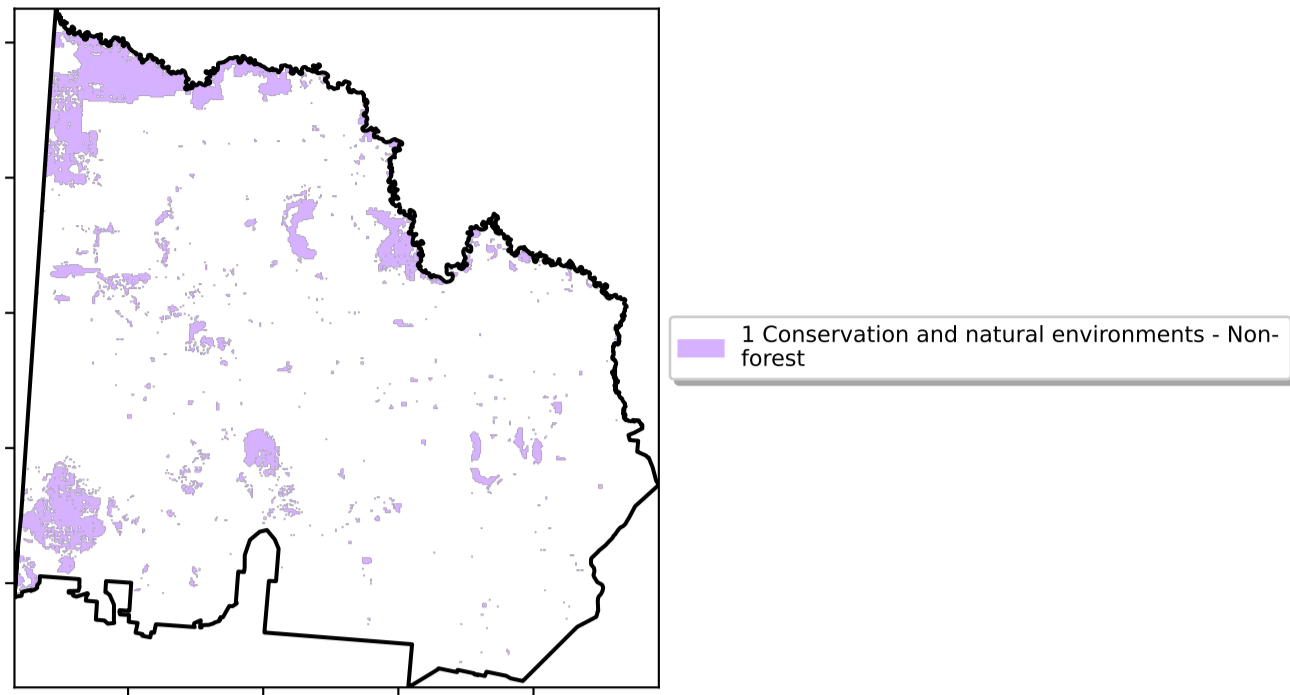 1 Conservation and natural environments - Non-
forest